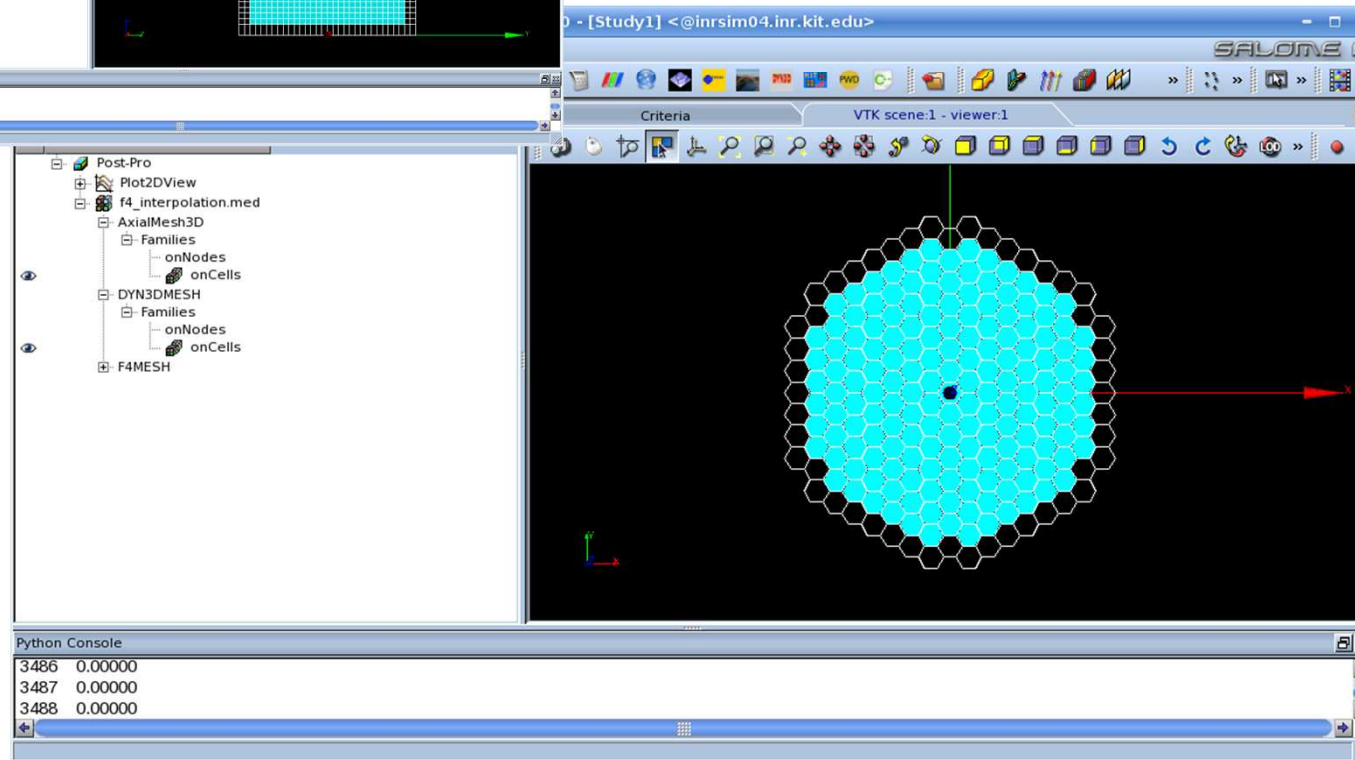 0 - [Study1] <@inrsim04.inr.kit.edu>
SALOME
PWD
C++
Criteria
VTK scene:1 - viewer:1
LOD
Post-Pro
Plot2DView
f4_interpolation.med
AxialMesh3D
Families
onNodes
onCells
DYN3DMESH
Families
onNodes
onCells
F4MESH
X
Y
X
Python Console
3486 0.00000
3487 0.00000
3488 0.00000